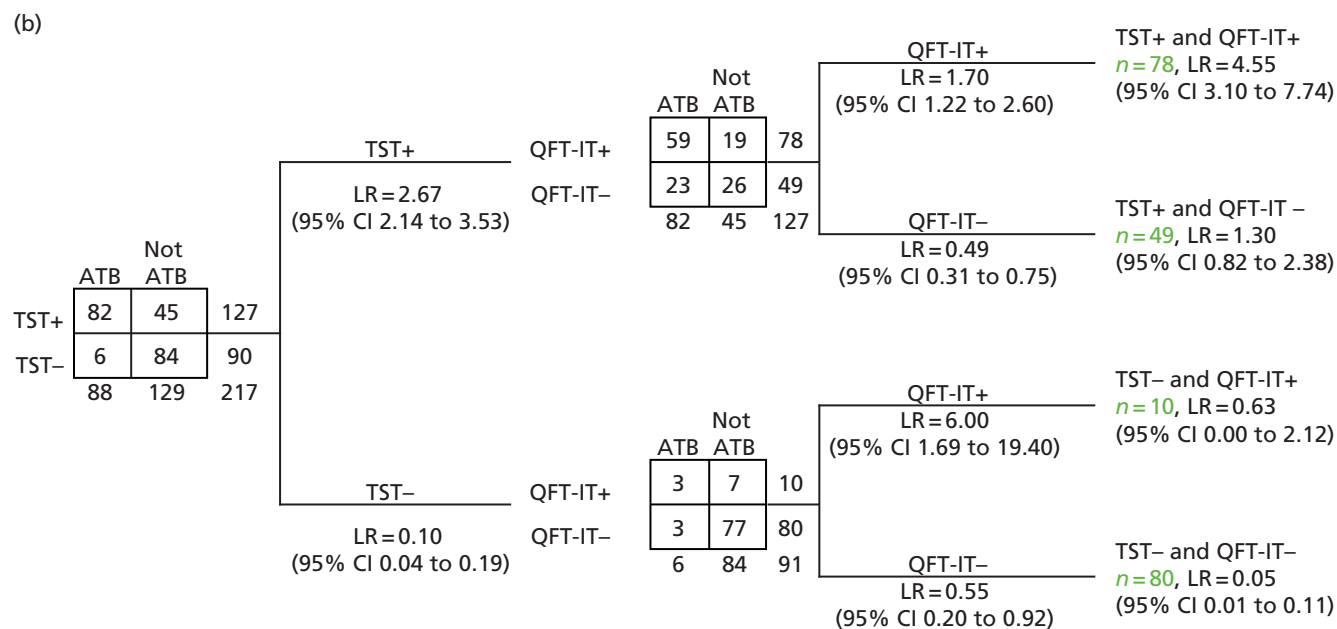 (b)
ATB Not ATB
TST+ 82 45 127
TST– 6 84 90
88 129 217
TST+
LR=2.67
(95% CI 2.14 to 3.53)
TST–
LR=0.10
(95% CI 0.04 to 0.19)
ATB Not ATB
QFT-IT+ 59 19 78
QFT-IT– 23 26 49
82 45 127
QFT-IT+
LR=1.70
(95% CI 1.22 to 2.60)
QFT-IT–
LR=0.49
(95% CI 0.31 to 0.75)
TST+ and QFT-IT+
n=78, LR=4.55
(95% CI 3.10 to 7.74)
TST+ and QFT-IT –
n=49, LR=1.30
(95% CI 0.82 to 2.38)
ATB Not ATB
QFT-IT+ 3 7 10
QFT-IT– 3 77 80
6 84 91
QFT-IT+
LR=6.00
(95% CI 1.69 to 19.40)
QFT-IT–
LR=0.55
(95% CI 0.20 to 0.92)
TST– and QFT-IT+
n=10, LR=0.63
(95% CI 0.00 to 2.12)
TST– and QFT-IT–
n=80, LR=0.05
(95% CI 0.01 to 0.11)